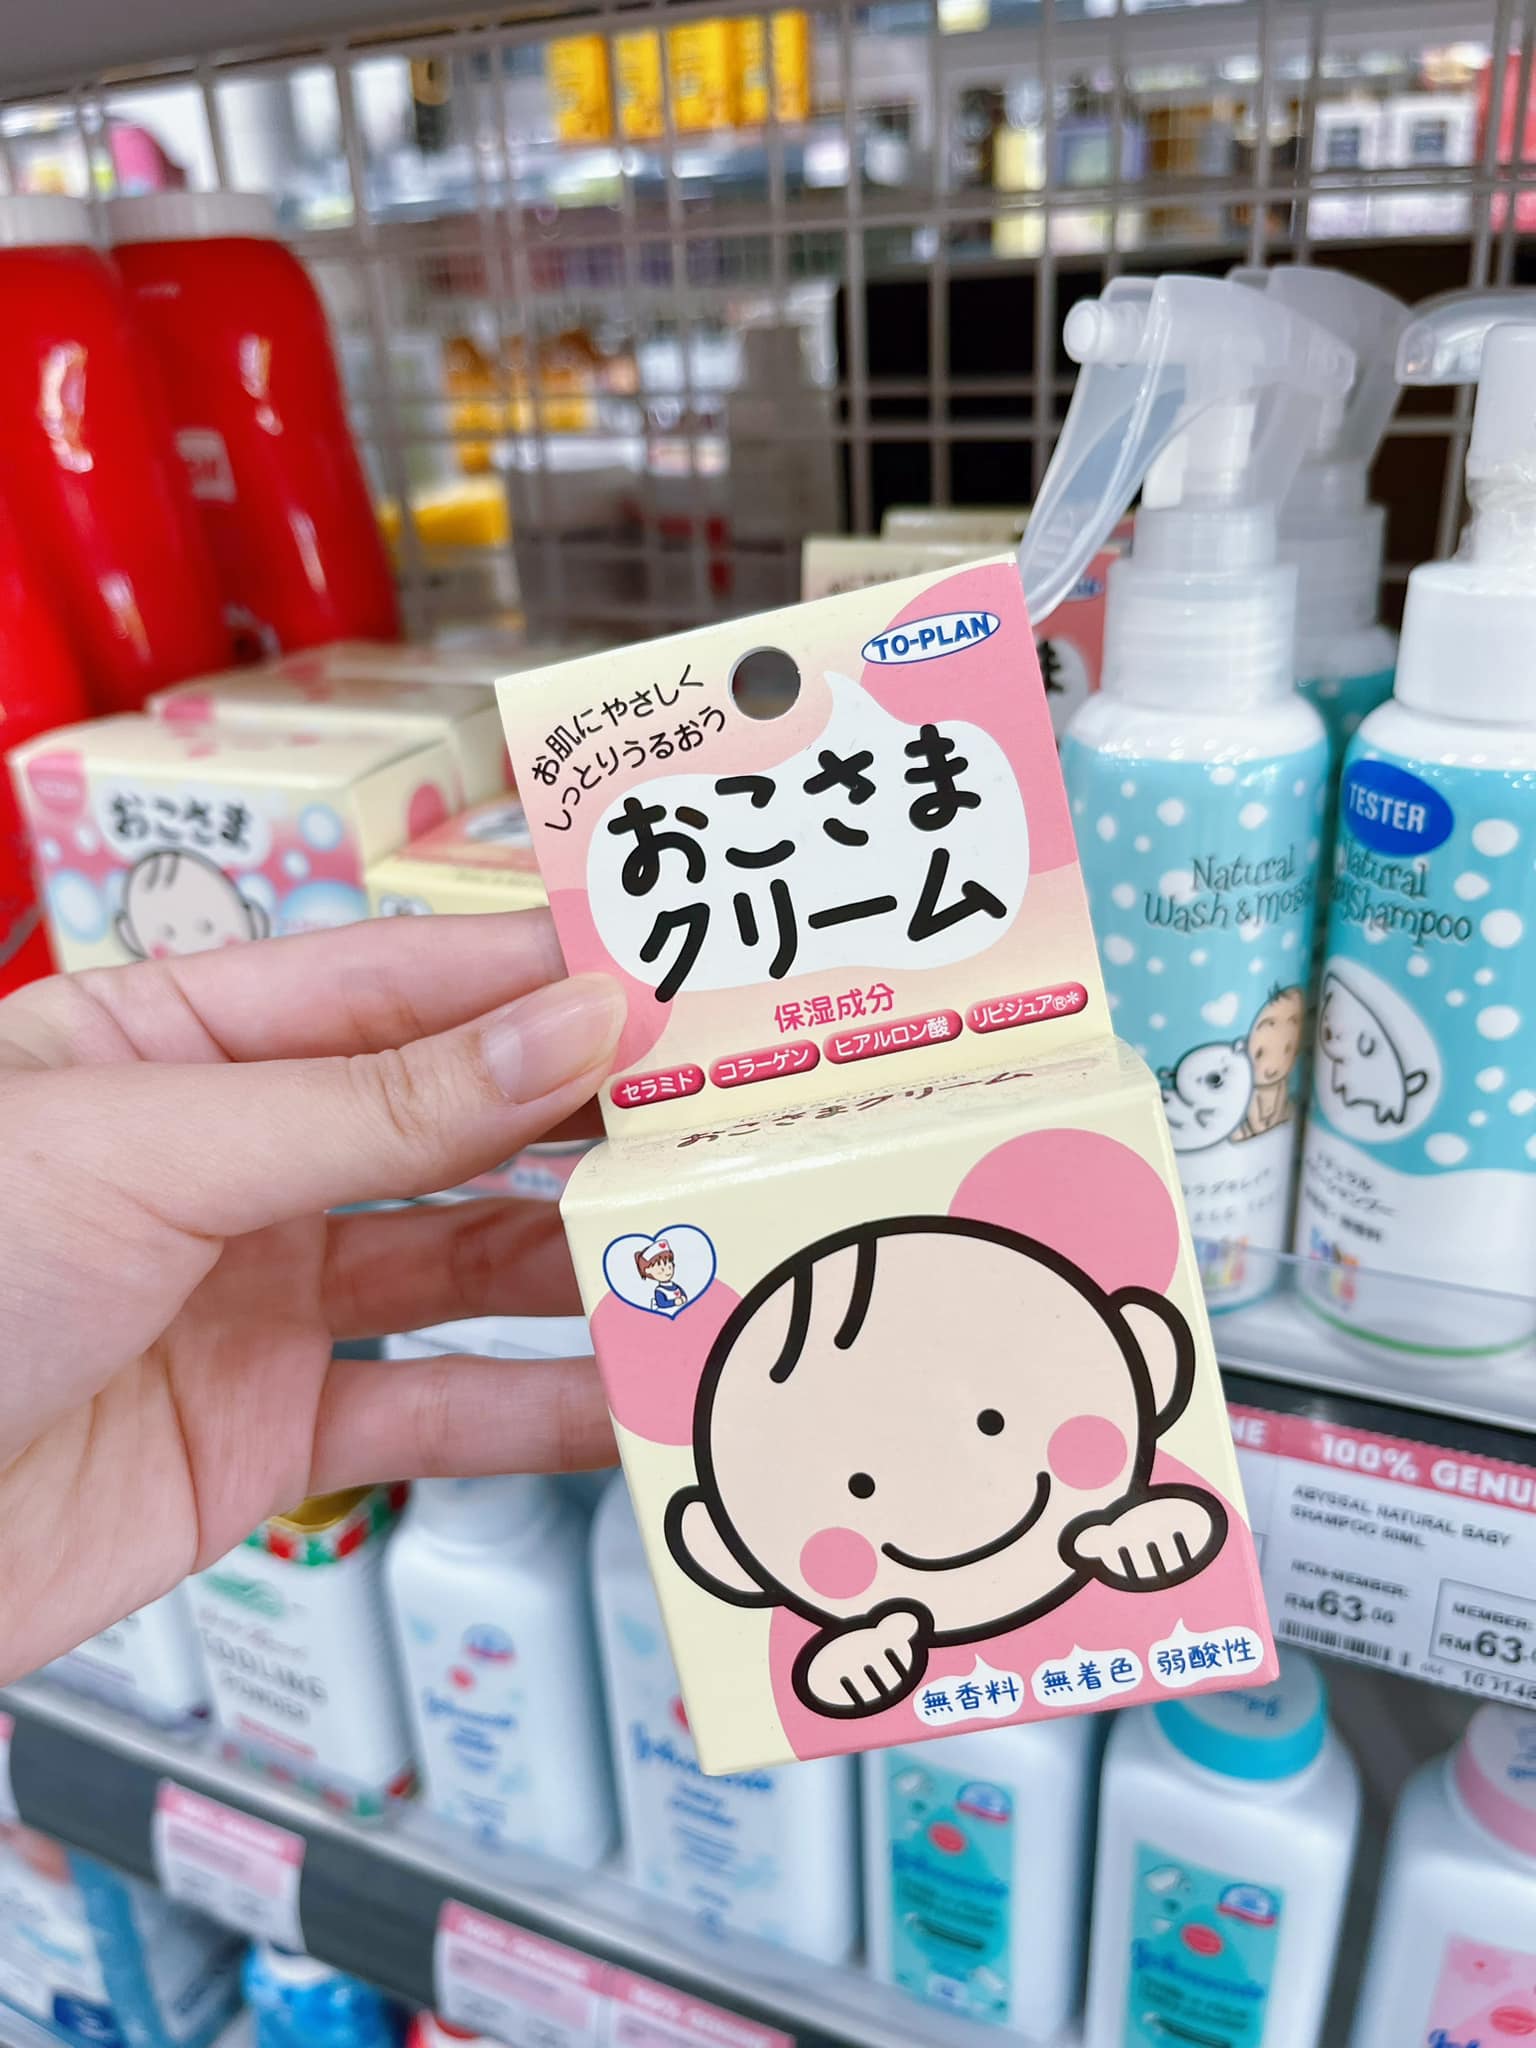 TO-PLAN
お肌にやさしく
しっとりうるおう
おこさま
クリーム
保湿成分
セラミド コラーゲン ヒアルロン酸 リピジュア®*
おこさまクリーム
無香料 無着色 弱酸性
おこさま
Natural
Wash & Mois
TESTER
Natural
Shampoo
100% GENU
ABYSSAL NATURAL BABY
SHAMPOO
NON-MEMBER:
RM63.00
MEMBER:
RM63
COOLING
POWDER